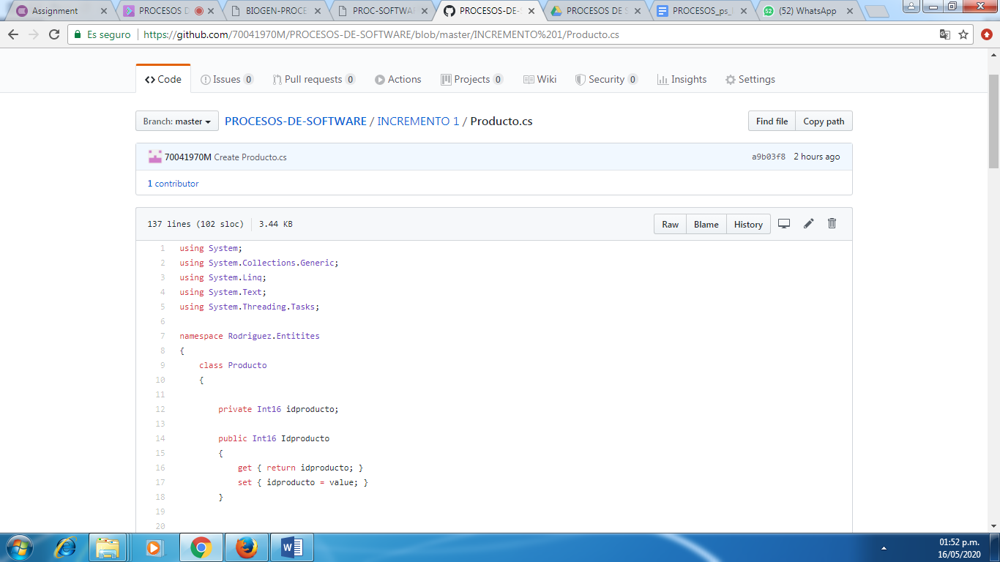 Assignment
PROCESOS D
BIOGEN-PROCE
PROC-SOFTWA
PROCESOS-DE-S
PROCESOS DE S
PROCESOS_ps_
(52) WhatsApp
Es seguro
https://github.com/70041970M/PROCESOS-DE-SOFTWARE/blob/master/INCREMENTO%201/Producto.cs
Code
Issues 0
Pull requests 0
Actions
Projects 0
Wiki
Security 0
Insights
Settings
Branch: master
PROCESOS-DE-SOFTWARE / INCREMENTO 1 / Producto.cs
Find file
Copy path
70041970M Create Producto.cs
a9b03f8 2 hours ago
1 contributor
137 lines (102 sloc)
3.44 KB
Raw
Blame
History
1 using System;
2 using System.Collections.Generic;
3 using System.Linq;
4 using System.Text;
5 using System.Threading.Tasks;
6
7 namespace Rodriguez.Entitites
8 {
9 class Producto
10 {
11
12 private Int16 idproducto;
13
14 public Int16 Idproducto
15 {
16 get { return idproducto; }
17 set { idproducto = value; }
18 }
19
20
01:52 p.m.
16/05/2020